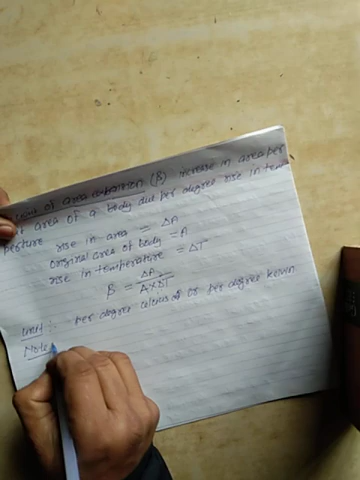 of area expansion (β) increase in area per
unit area of a body due per degree rise in tem
perature rise in area = ΔA
original area of body = A
rise in temperature = ΔT
β = ΔA / A×ΔT
Unit :- per degree celcius or per degree kelvin
Note